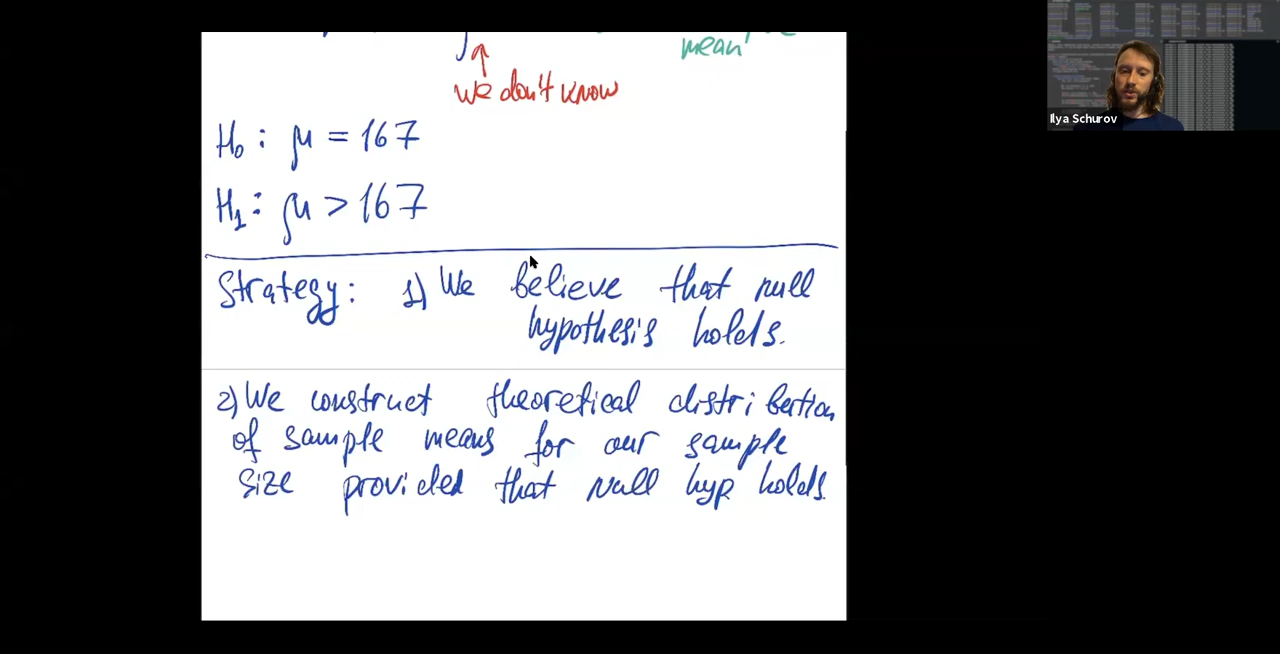 mean
we don't know
H₀ : μ = 167
H₁ : μ > 167
Strategy: 1) We believe that null
hypothesis holds.
2) We construct theoretical distribution
of sample means for our sample
size provided that null hyp holds.
Ilya Schurov